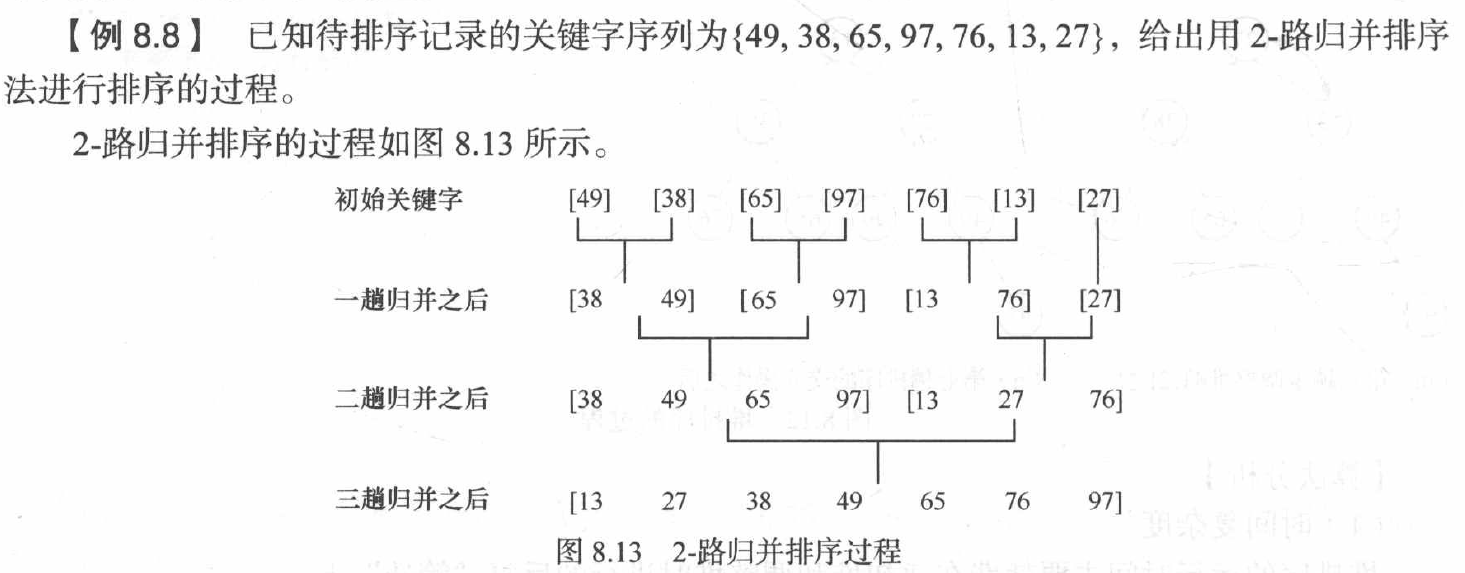 【例 8.8】 已知待排序记录的关键字序列为{49, 38, 65, 97, 76, 13, 27}，给出用 2-路归并排序
法进行排序的过程。
2-路归并排序的过程如图 8.13 所示。
初始关键字 [49] [38] [65] [97] [76] [13] [27]
一趟归并之后 [38 49] [65 97] [13 76] [27]
二趟归并之后 [38 49 65 97] [13 27 76]
三趟归并之后 [13 27 38 49 65 76 97]
图 8.13 2-路归并排序过程